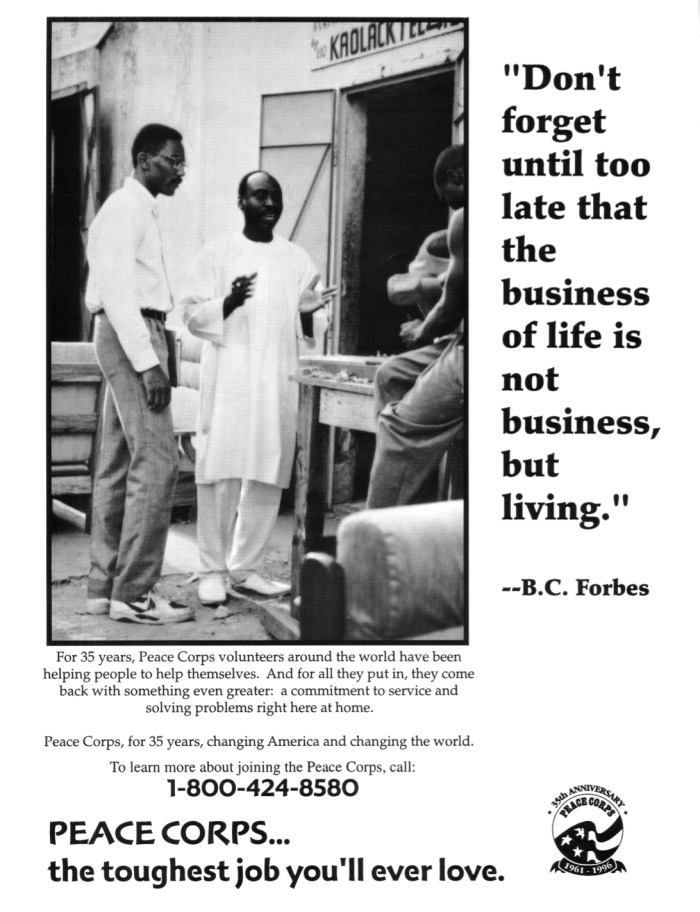 KAOLACK
"Don't
forget
until too
late that
the
business
of life is
not
business,
but
living."
--B.C. Forbes
For 35 years, Peace Corps volunteers around the world have been
helping people to help themselves. And for all they put in, they come
back with something even greater: a commitment to service and
solving problems right here at home.
Peace Corps, for 35 years, changing America and changing the world.
To learn more about joining the Peace Corps, call:
1-800-424-8580
PEACE CORPS...
the toughest job you'll ever love.
35th ANNIVERSARY
PEACE CORPS
1961 - 1996